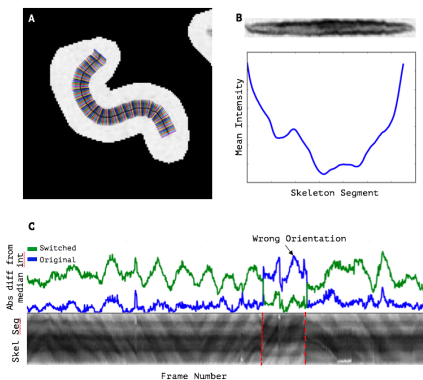 A
B
Mean Intensity
Skeleton Segment
C
Switched
Original
Wrong Orientation
Abs diff from
median int
Skel Seg
Frame Number